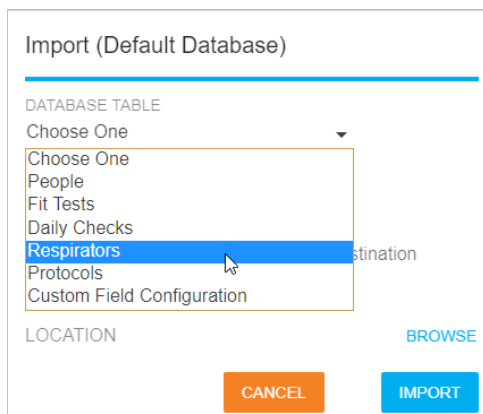 Import (Default Database)
DATABASE TABLE
Choose One
Choose One
People
Fit Tests
Daily Checks
Respirators
stination
Protocols
Custom Field Configuration
LOCATION
BROWSE
CANCEL
IMPORT